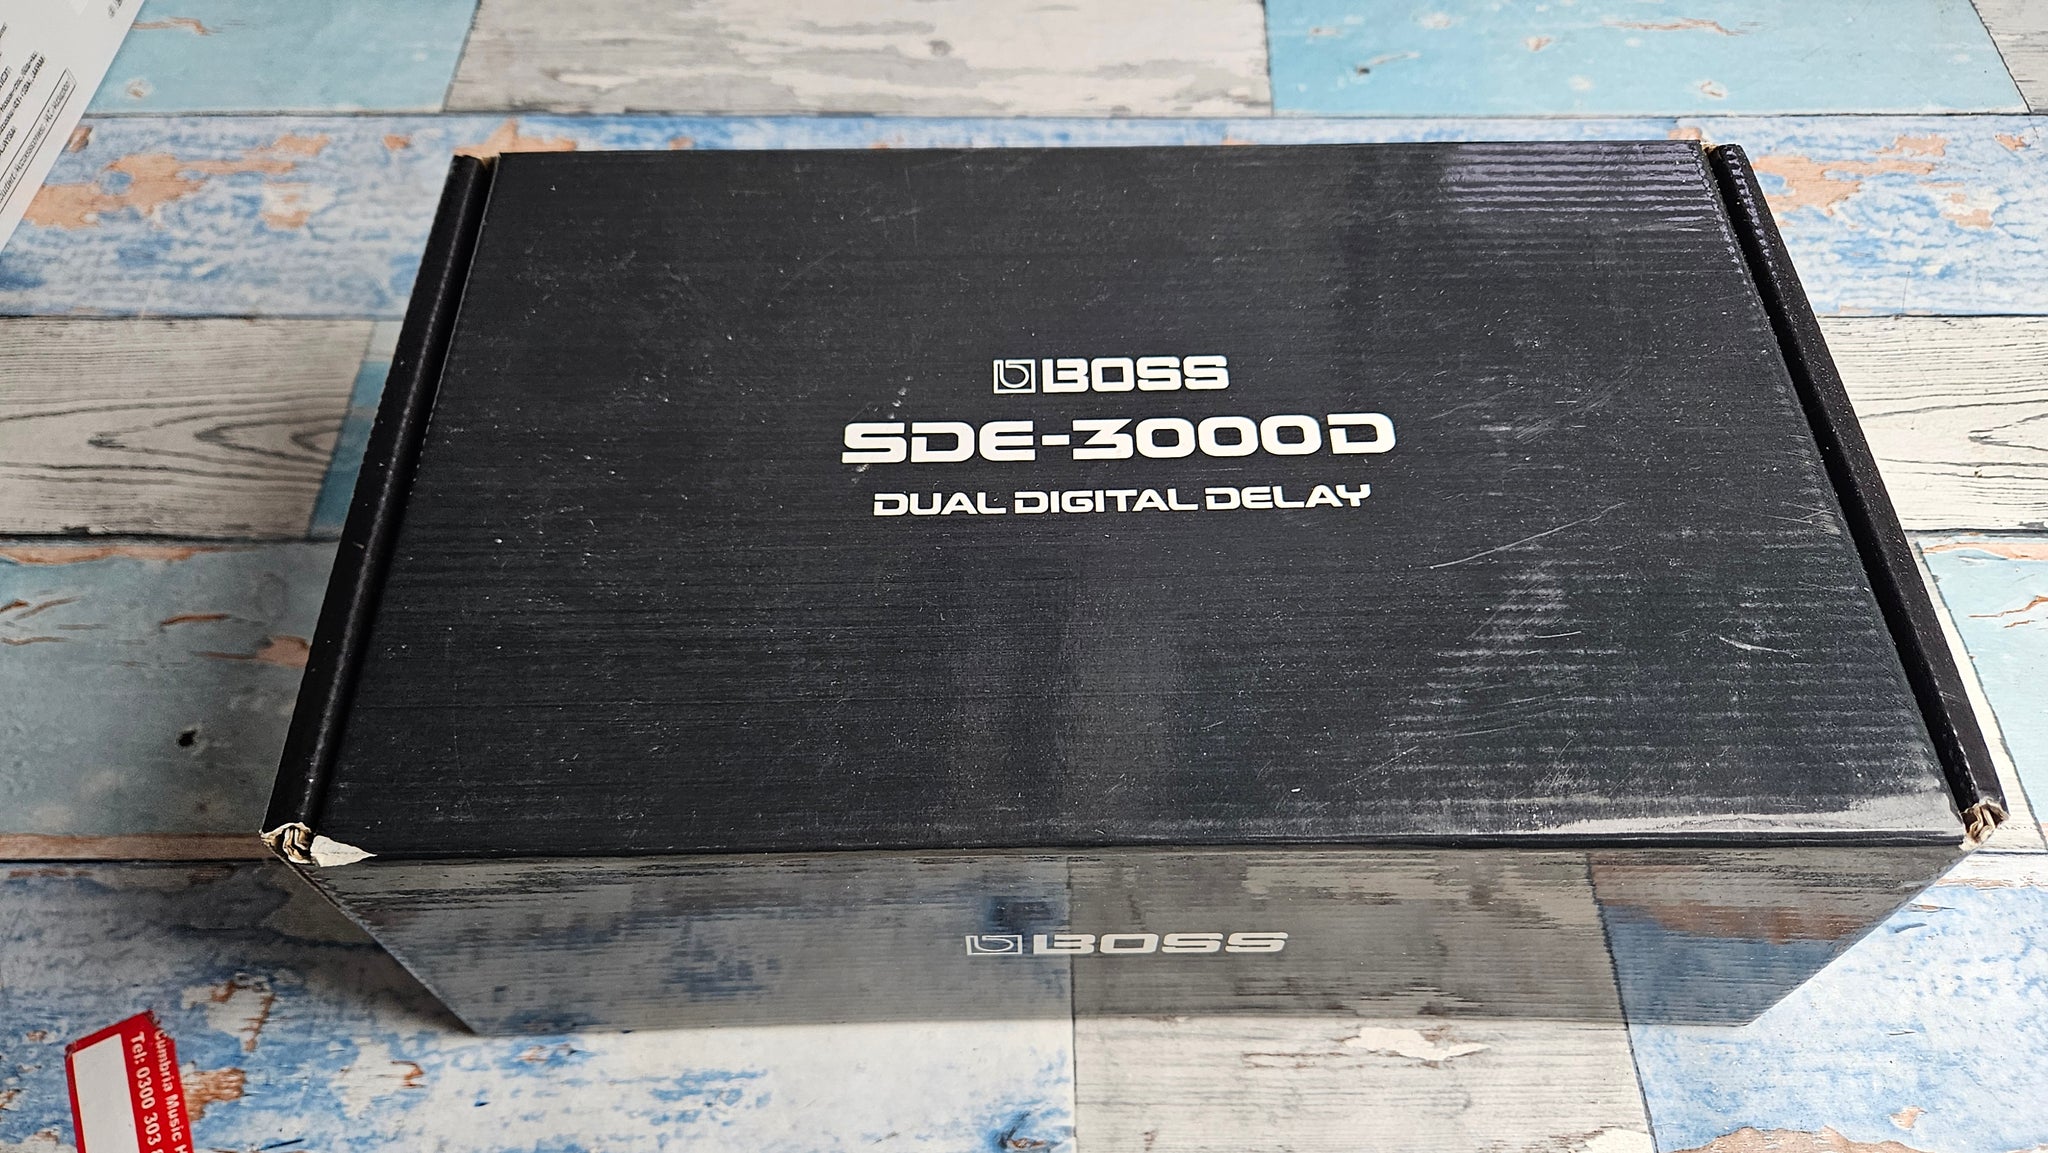 BOSS
SDE-3000D
DUAL DIGITAL DELAY
BOSS
Cumbria Music
Tel: 0300 303